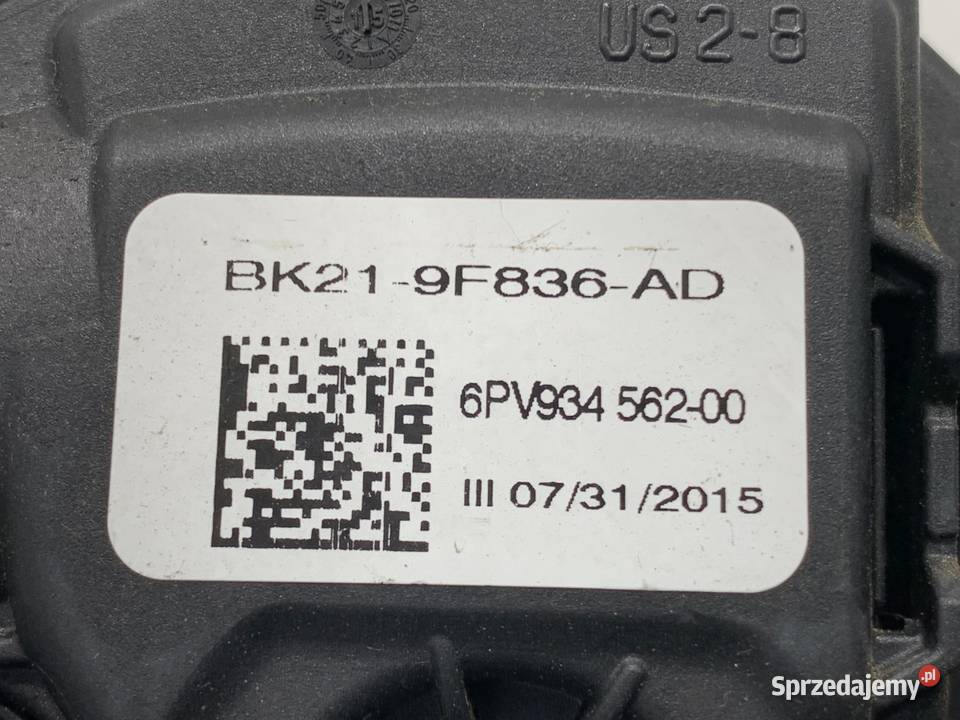 US 2-8
BK21-9F836-AD
6PV934 562-00
III 07/31/2015
Sprzedajemy.pl